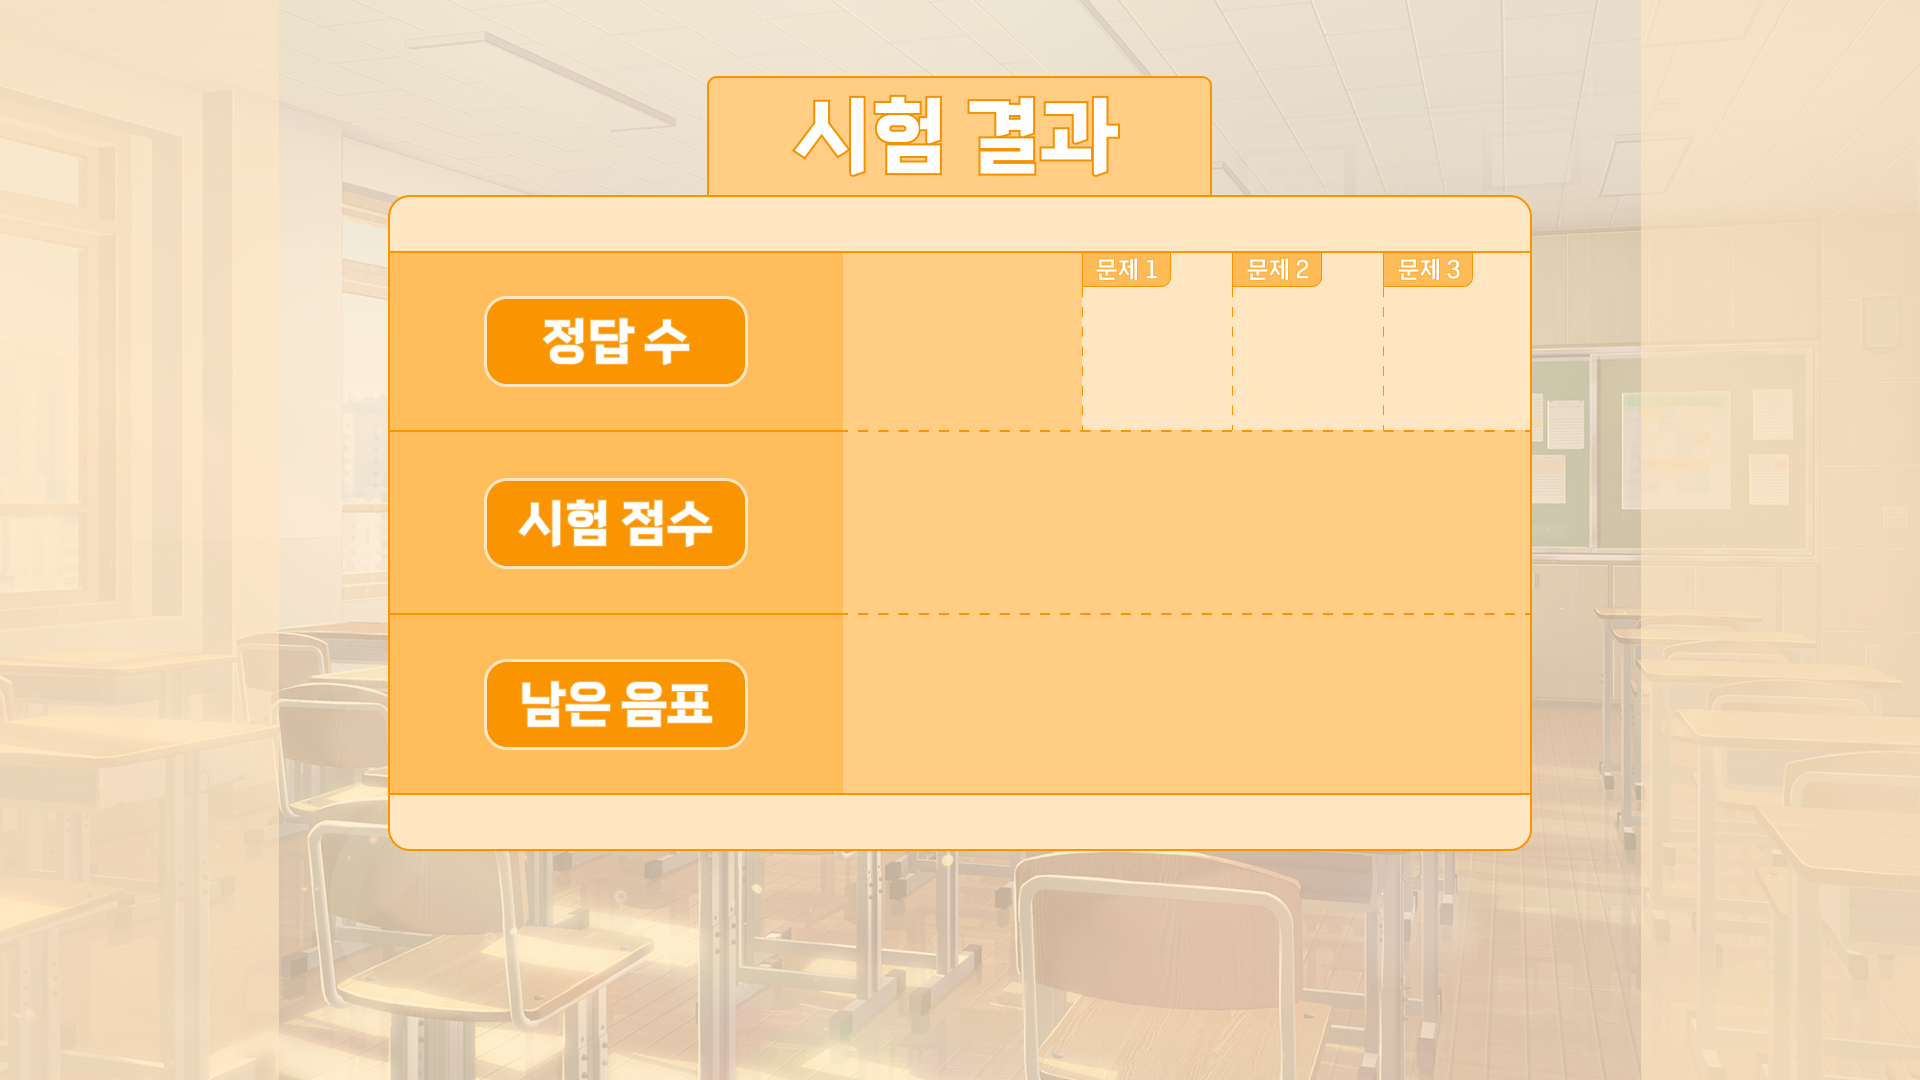 시험 결과
정답 수
문제 1
문제 2
문제 3
시험 점수
남은 음표